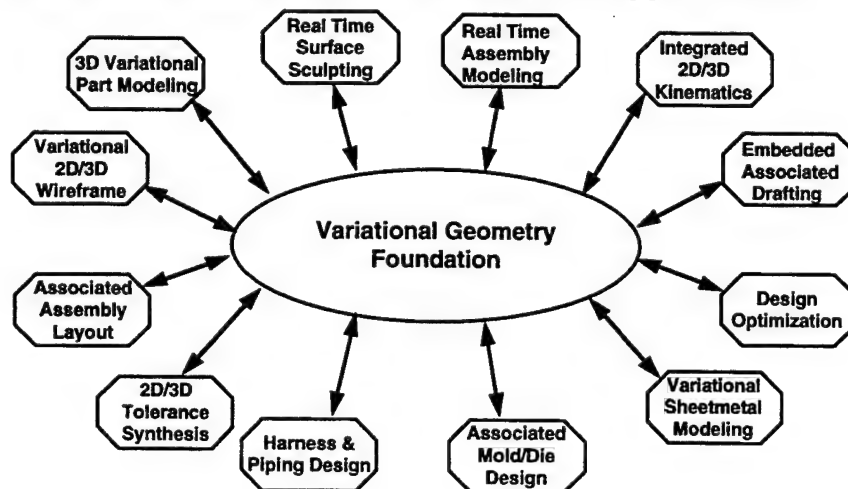 Real Time
Surface
Sculpting
Real Time
Assembly
Modeling
Integrated
2D/3D
Kinematics
3D Variational
Part Modeling
Variational
2D/3D
Wireframe
Embedded
Associated
Drafting
Variational Geometry
Foundation
Associated
Assembly
Layout
Design
Optimization
2D/3D
Tolerance
Synthesis
Variational
Sheetmetal
Modeling
Harness &
Piping Design
Associated
Mold/Die
Design